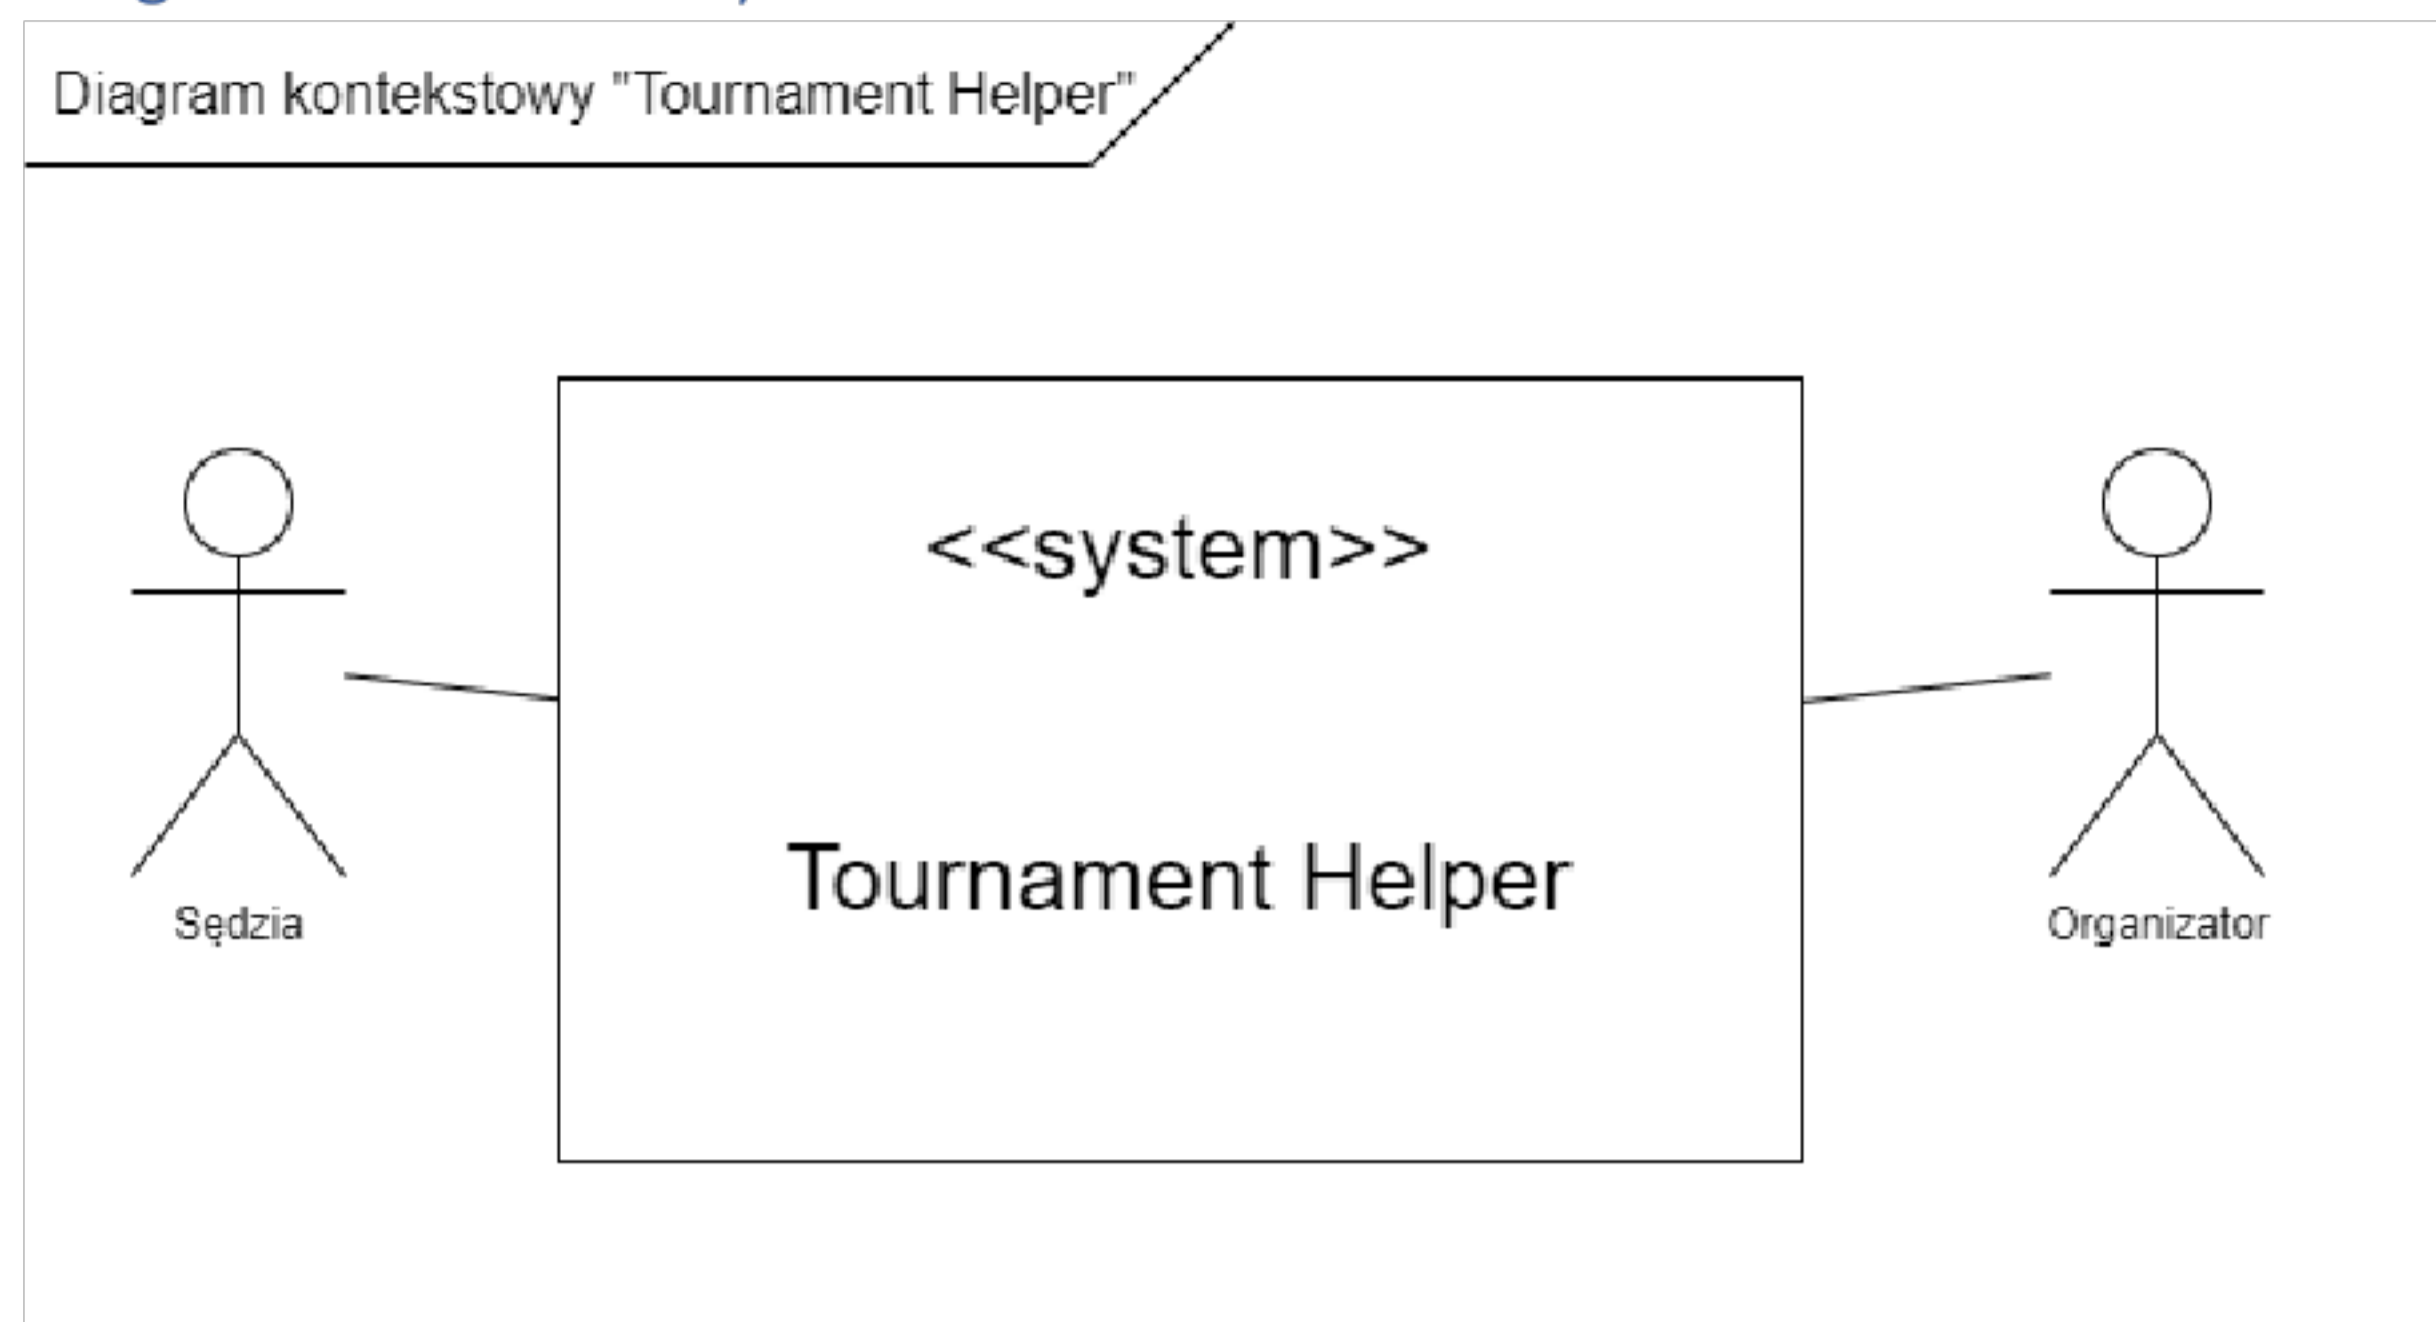 Diagram kontekstowy "Tournament Helper"
<<system>>
Tournament Helper
Sędzia
Organizator